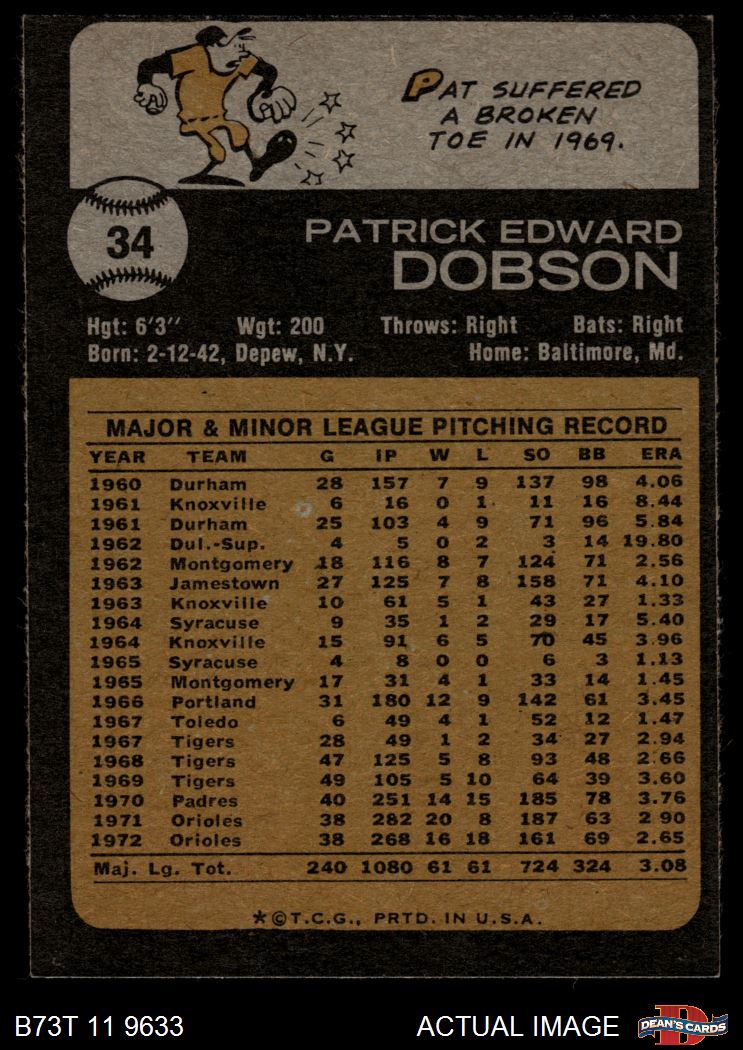 PAT SUFFERED
A BROKEN
TOE IN 1969.
34
PATRICK EDWARD
DOBSON
Hgt: 6'3'' Wgt: 200 Throws: Right Bats: Right
Born: 2-12-42, Depew, N.Y. Home: Baltimore, Md.
MAJOR & MINOR LEAGUE PITCHING RECORD
YEAR TEAM G IP W L SO BB ERA
1960 Durham 28 157 7 9 137 98 4.06
1961 Knoxville 6 16 0 1 11 16 8.44
1961 Durham 25 103 4 9 71 96 5.84
1962 Dul.-Sup. 4 5 0 2 3 14 19.80
1962 Montgomery 18 116 8 7 124 71 2.56
1963 Jamestown 27 125 7 8 158 71 4.10
1963 Knoxville 10 61 5 1 43 27 1.33
1964 Syracuse 9 35 1 2 29 17 5.40
1964 Knoxville 15 91 6 5 70 45 3.96
1965 Syracuse 4 8 0 0 6 3 1.13
1965 Montgomery 17 31 4 1 33 14 1.45
1966 Portland 31 180 12 9 142 61 3.45
1967 Toledo 6 49 4 1 52 12 1.47
1967 Tigers 28 49 1 2 34 27 2.94
1968 Tigers 47 125 5 8 93 48 2.66
1969 Tigers 49 105 5 10 64 39 3.60
1970 Padres 40 251 14 15 185 78 3.76
1971 Orioles 38 282 20 8 187 63 2 90
1972 Orioles 38 268 16 18 161 69 2.65
Maj. Lg. Tot. 240 1080 61 61 724 324 3.08
★©T.C.G., PRTD. IN U.S.A.
B73T 11 9633 ACTUAL IMAGE D DEAN'S CARDS